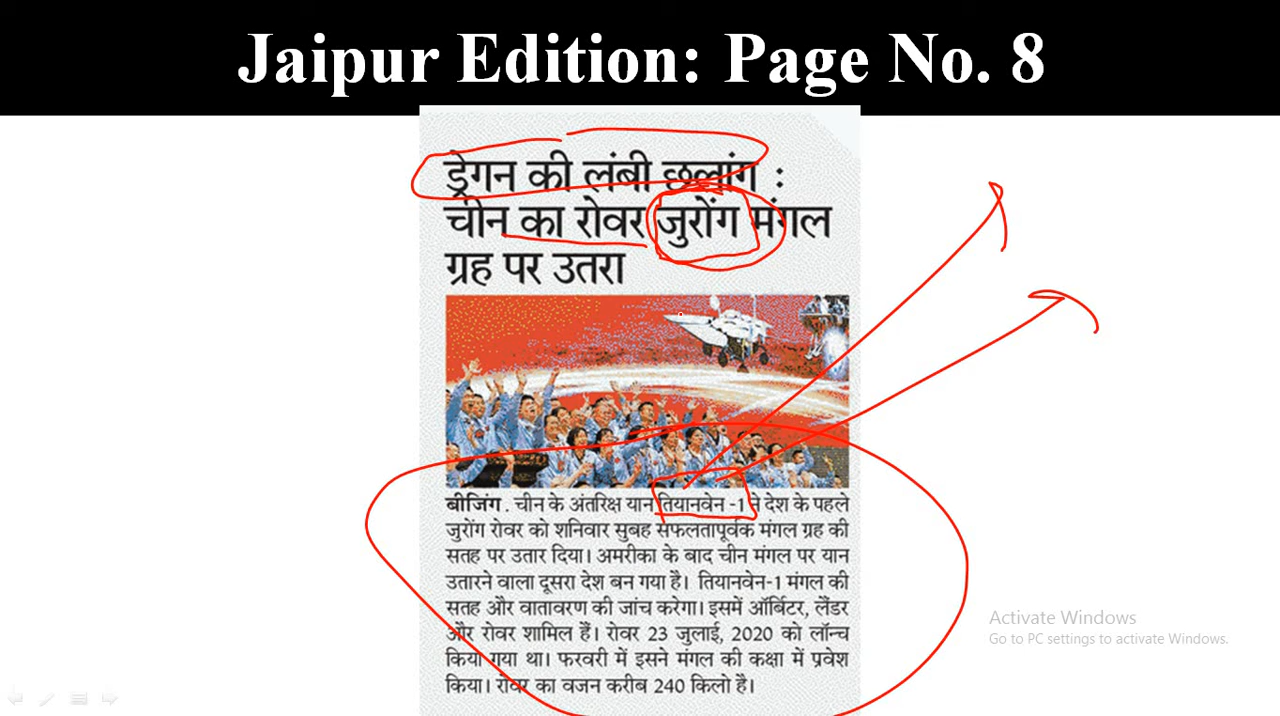 Jaipur Edition: Page No. 8
ड्रेगन की लंबी छलांग :
चीन का रोवर जुरोंग मंगल
ग्रह पर उतरा
बीजिंग. चीन के अंतरिक्ष यान तियानवेन -1 ने देश के पहले
जुरोंग रोवर को शनिवार सुबह सफलतापूर्वक मंगल ग्रह की
सतह पर उतार दिया। अमरीका के बाद चीन मंगल पर यान
उतारने वाला दूसरा देश बन गया है। तियानवेन-1 मंगल की
सतह और वातावरण की जांच करेगा। इसमें ऑर्बिटर, लैंडर
और रोवर शामिल हैं। रोवर 23 जुलाई, 2020 को लॉन्च
किया गया था। फरवरी में इसने मंगल की कक्षा में प्रवेश
किया। रोवर का वजन करीब 240 किलो है।
Activate Windows
Go to PC settings to activate Windows.